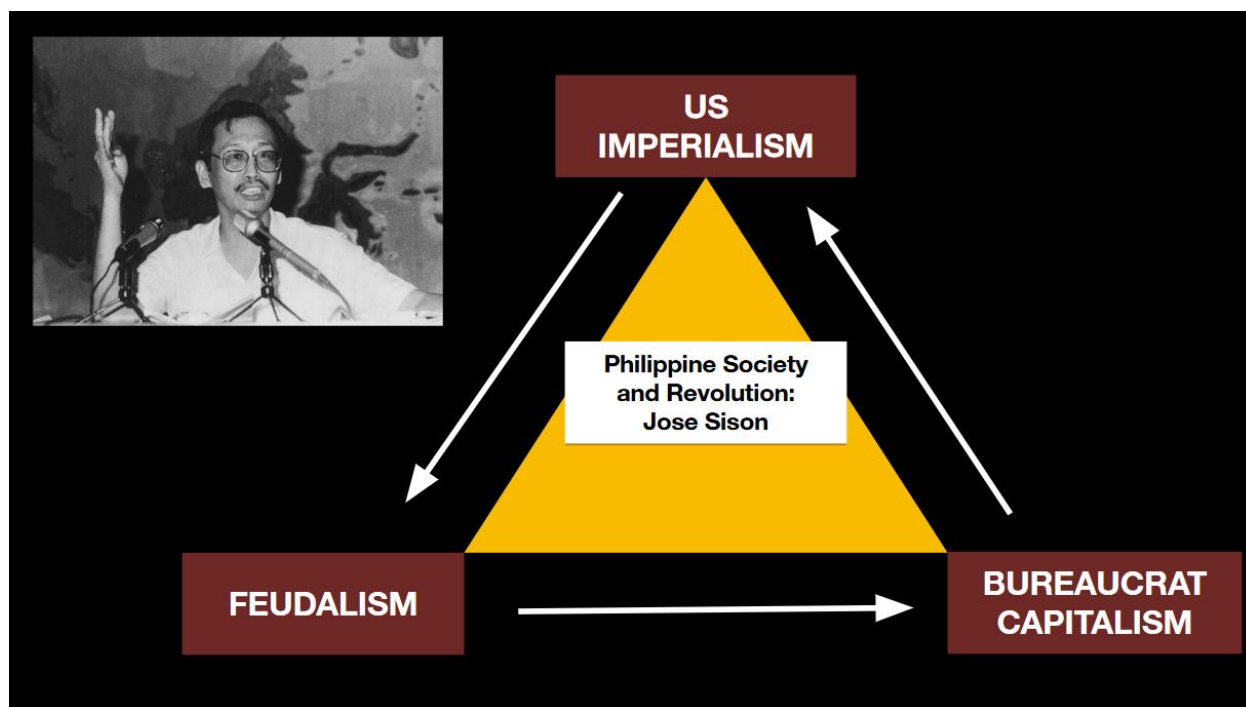 US
IMPERIALISM
Philippine Society
and Revolution:
Jose Sison
FEUDALISM
BUREAUCRAT
CAPITALISM